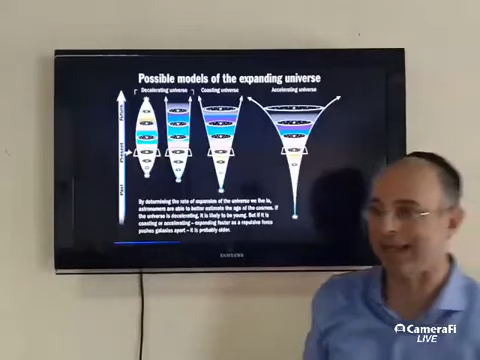 Possible models of the expanding universe
Decelerating universe
Coasting universe
Accelerating universe
Future
Present
Past
By determining the rate of expansion of the universe we live in,
astronomers are able to better estimate the age of the cosmos. If
the universe is decelerating, it is likely to be young. But if it is
coasting or accelerating – expanding faster as a repulsive force
pushes galaxies apart – it is probably older.
SAMSUNG
CameraFi
LIVE